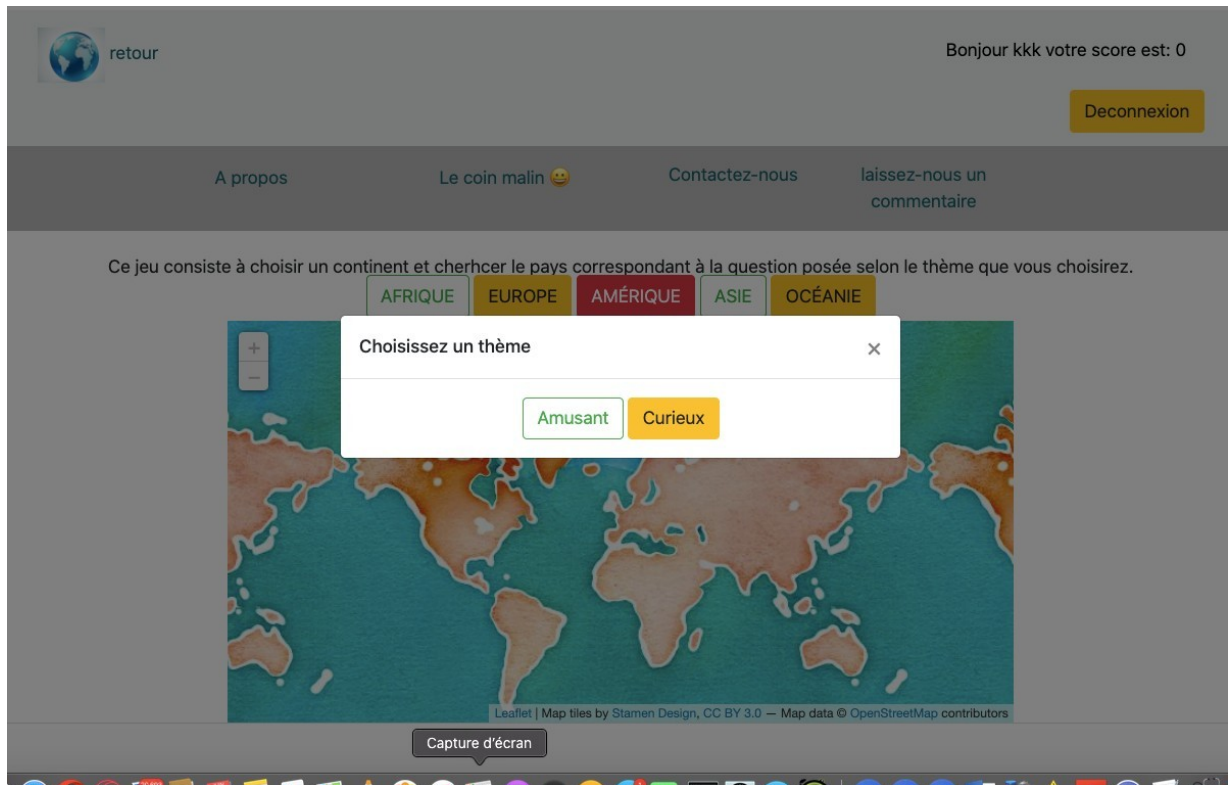 retour
Bonjour kkk votre score est: 0
Deconnexion
A propos
Le coin malin 😀
Contactez-nous
laissez-nous un
commentaire
Ce jeu consiste à choisir un continent et cherhcer le pays correspondant à la question posée selon le thème que vous choisirez.
AFRIQUE EUROPE AMÉRIQUE ASIE OCÉANIE
+
−
Choisissez un thème ×
Amusant Curieux
Leaflet | Map tiles by Stamen Design, CC BY 3.0 — Map data © OpenStreetMap contributors
Capture d'écran